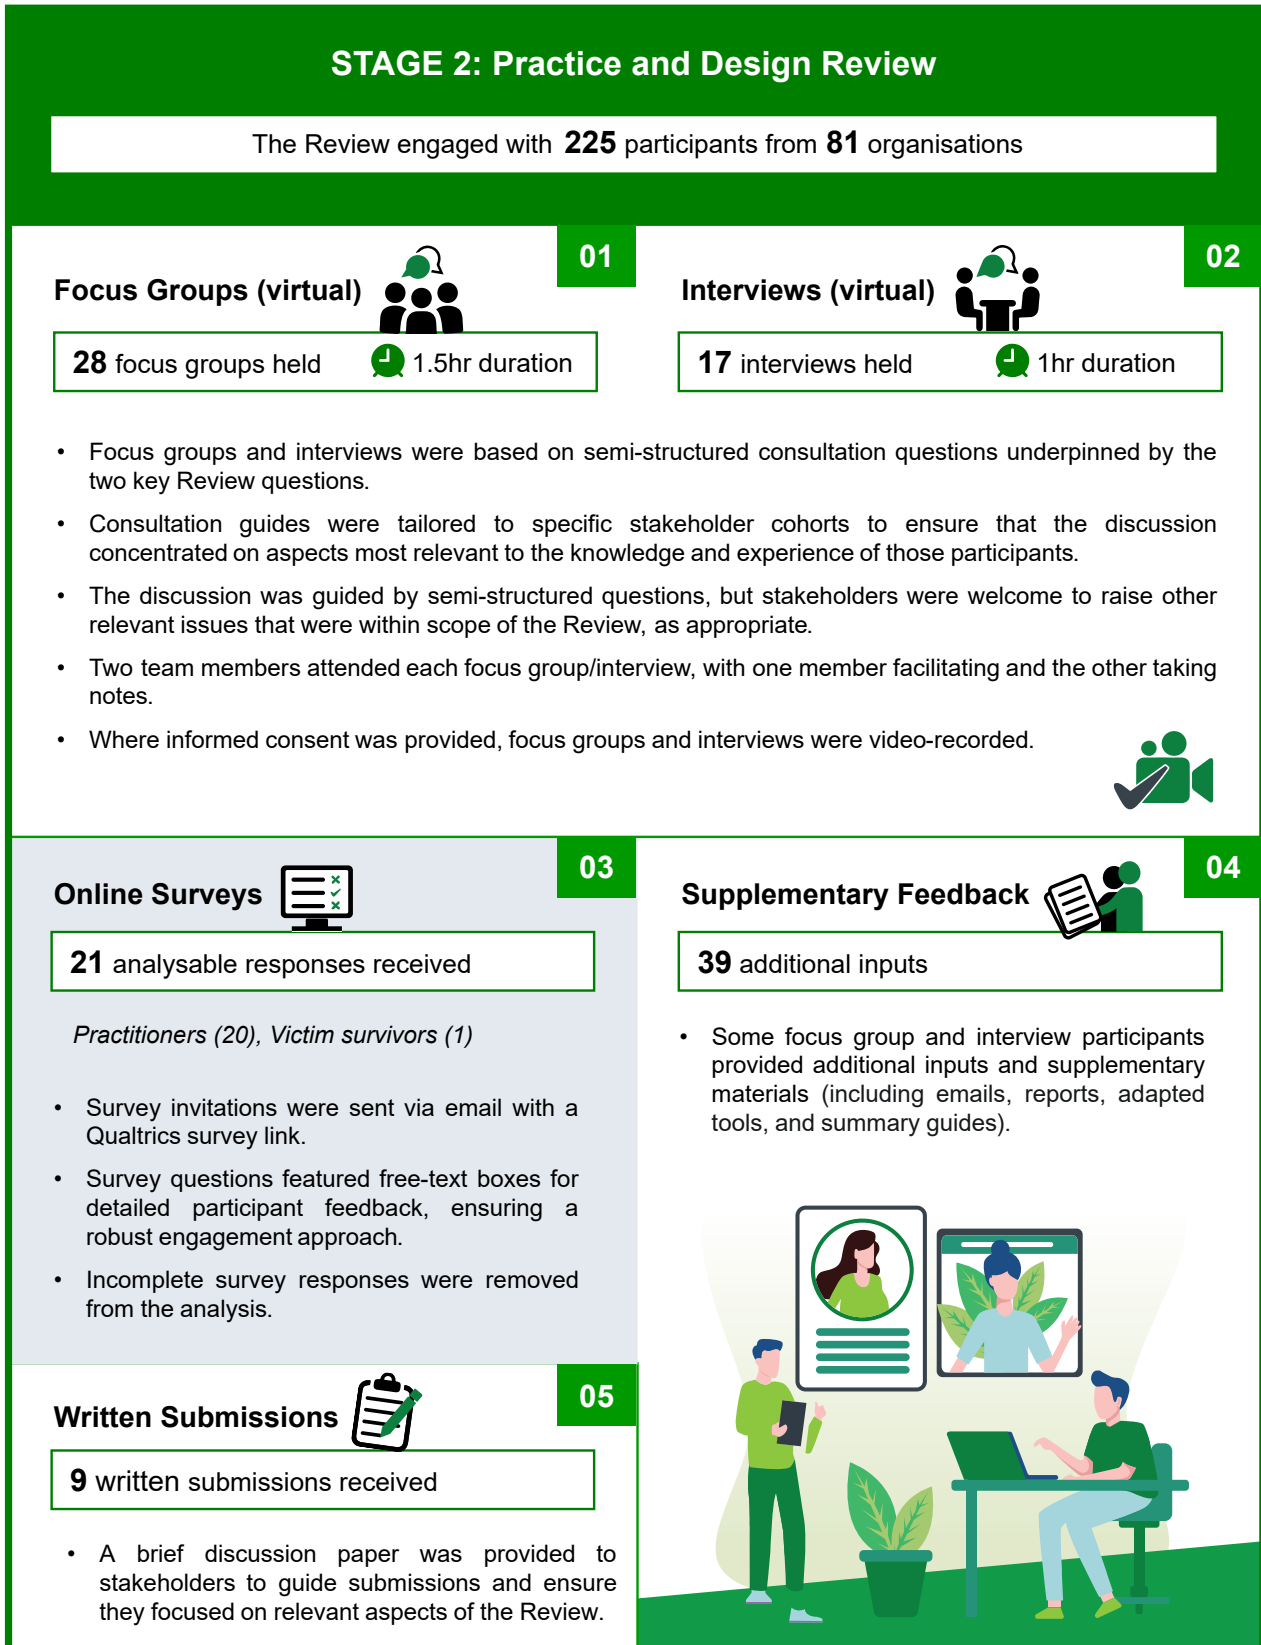 STAGE 2: Practice and Design Review
The Review engaged with 225 participants from 81 organisations
01
Focus Groups (virtual)
28 focus groups held 1.5hr duration
02
Interviews (virtual)
17 interviews held 1hr duration
• Focus groups and interviews were based on semi-structured consultation questions underpinned by the
two key Review questions.
• Consultation guides were tailored to specific stakeholder cohorts to ensure that the discussion
concentrated on aspects most relevant to the knowledge and experience of those participants.
• The discussion was guided by semi-structured questions, but stakeholders were welcome to raise other
relevant issues that were within scope of the Review, as appropriate.
• Two team members attended each focus group/interview, with one member facilitating and the other taking
notes.
• Where informed consent was provided, focus groups and interviews were video-recorded.
03
Online Surveys
21 analysable responses received
Practitioners (20), Victim survivors (1)
• Survey invitations were sent via email with a
Qualtrics survey link.
• Survey questions featured free-text boxes for
detailed participant feedback, ensuring a
robust engagement approach.
• Incomplete survey responses were removed
from the analysis.
04
Supplementary Feedback
39 additional inputs
• Some focus group and interview participants
provided additional inputs and supplementary
materials (including emails, reports, adapted
tools, and summary guides).
05
Written Submissions
9 written submissions received
• A brief discussion paper was provided to
stakeholders to guide submissions and ensure
they focused on relevant aspects of the Review.